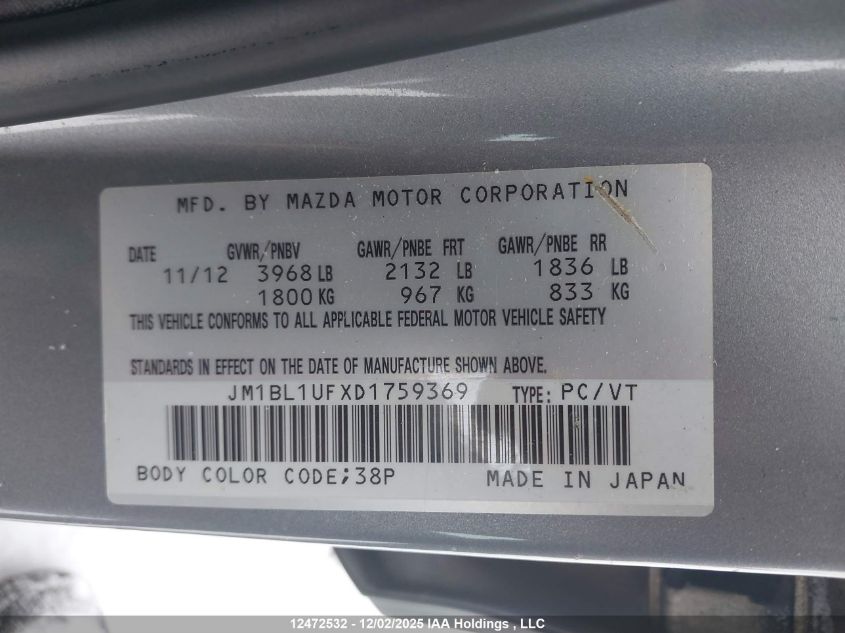 MFD. BY MAZDA MOTOR CORPORATION
DATE GVWR/PNBV GAWR/PNBE FRT GAWR/PNBE RR
11/12 3968 LB 2132 LB 1836 LB
1800 KG 967 KG 833 KG
THIS VEHICLE CONFORMS TO ALL APPLICABLE FEDERAL MOTOR VEHICLE SAFETY
STANDARDS IN EFFECT ON THE DATE OF MANUFACTURE SHOWN ABOVE.
JM1BL1UFXD1759369 TYPE: PC/VT
BODY COLOR CODE;38P MADE IN JAPAN
12472532 - 12/02/2025 IAA Holdings , LLC